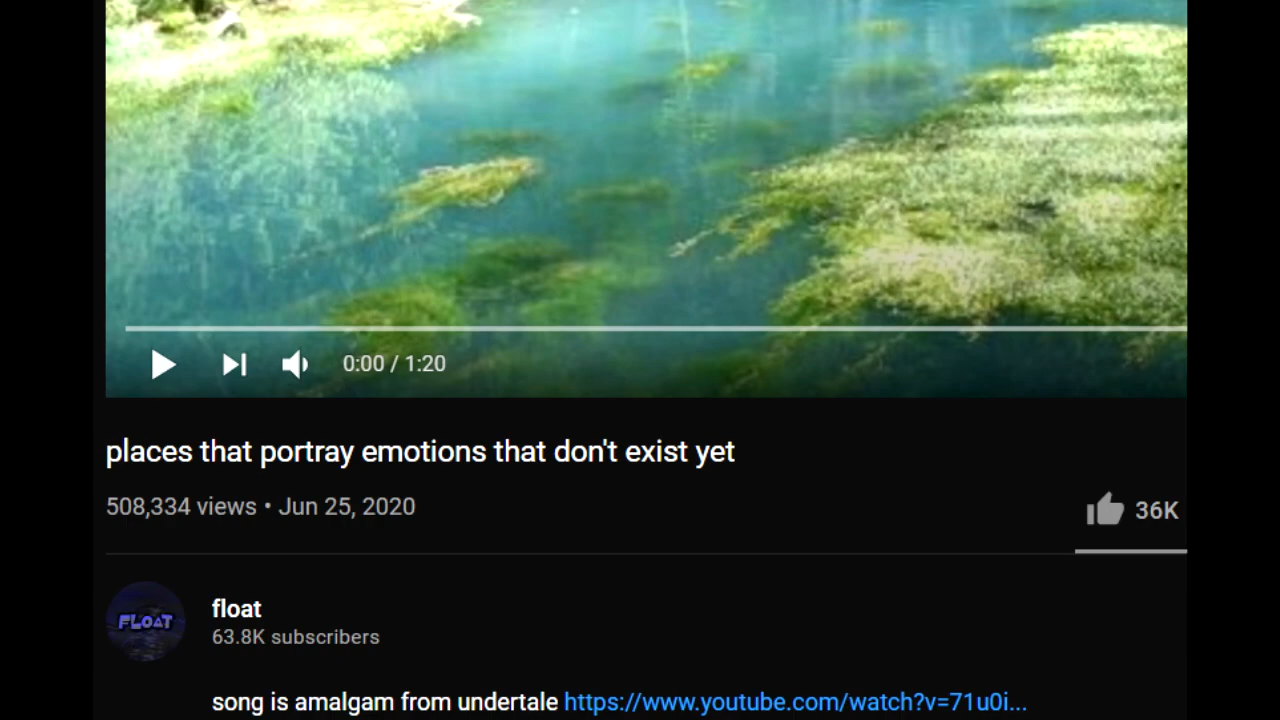 0:00 / 1:20
places that portray emotions that don't exist yet
508,334 views • Jun 25, 2020
36K
FLOAT
float
63.8K subscribers
song is amalgam from undertale https://www.youtube.com/watch?v=71u0i...